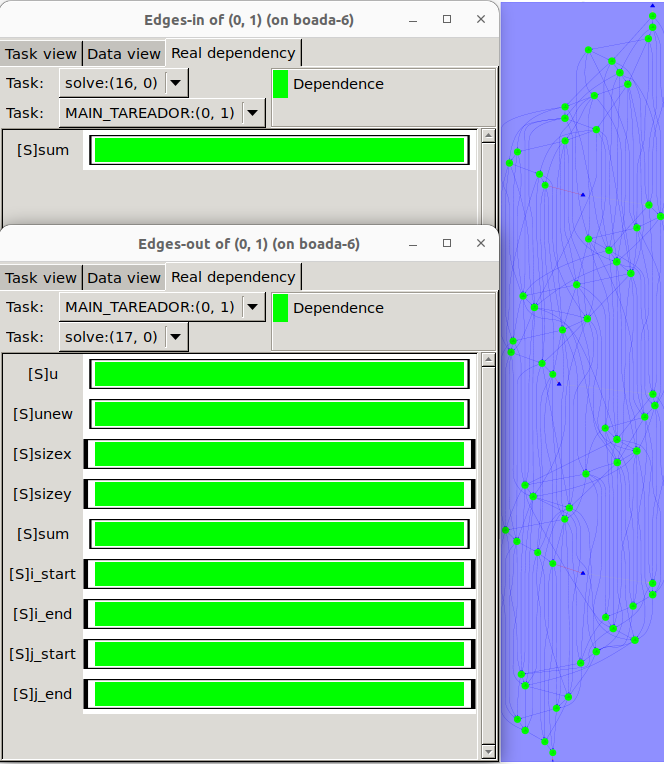 Edges-in of (0, 1) (on boada-6)
Task view Data view Real dependency
Task: solve:(16, 0) Dependence
Task: MAIN_TAREADOR:(0, 1)
[S]sum
Edges-out of (0, 1) (on boada-6)
Task view Data view Real dependency
Task: MAIN_TAREADOR:(0, 1) Dependence
Task: solve:(17, 0)
[S]u
[S]unew
[S]sizex
[S]sizey
[S]sum
[S]i_start
[S]i_end
[S]j_start
[S]j_end